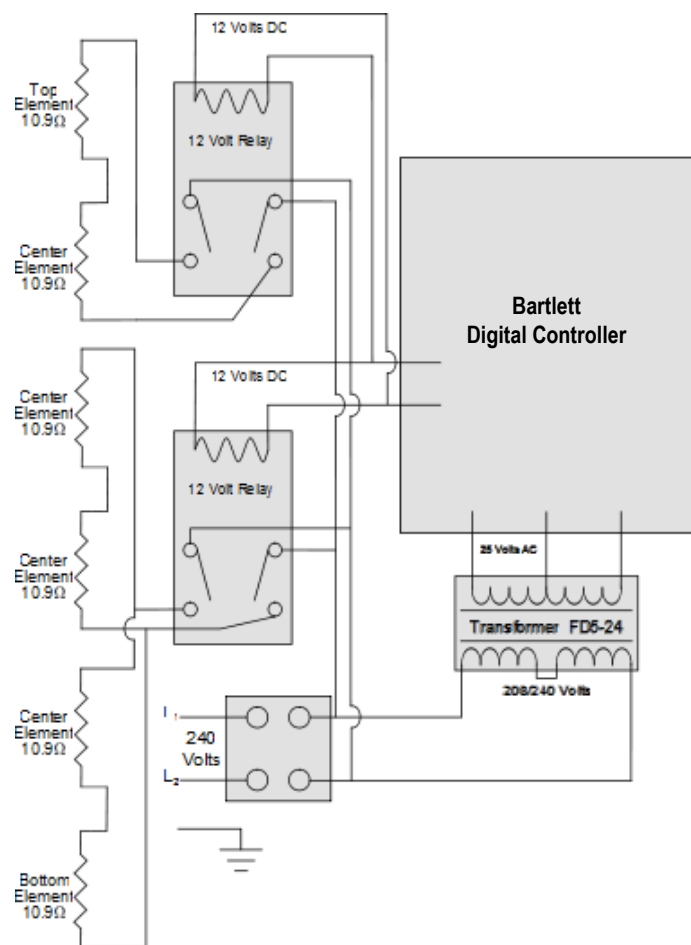 12 Volts DC
Top
Element
10.9Ω
12 Volt Relay
Center
Element
10.9Ω
Bartlett
Digital Controller
12 Volts DC
Center
Element
10.9Ω
12 Volt Relay
Center
Element
10.9Ω
25 Volts AC
Transformer FD5-24
208/240 Volts
Center
Element
10.9Ω
L1
240
Volts
L2
Bottom
Element
10.9Ω